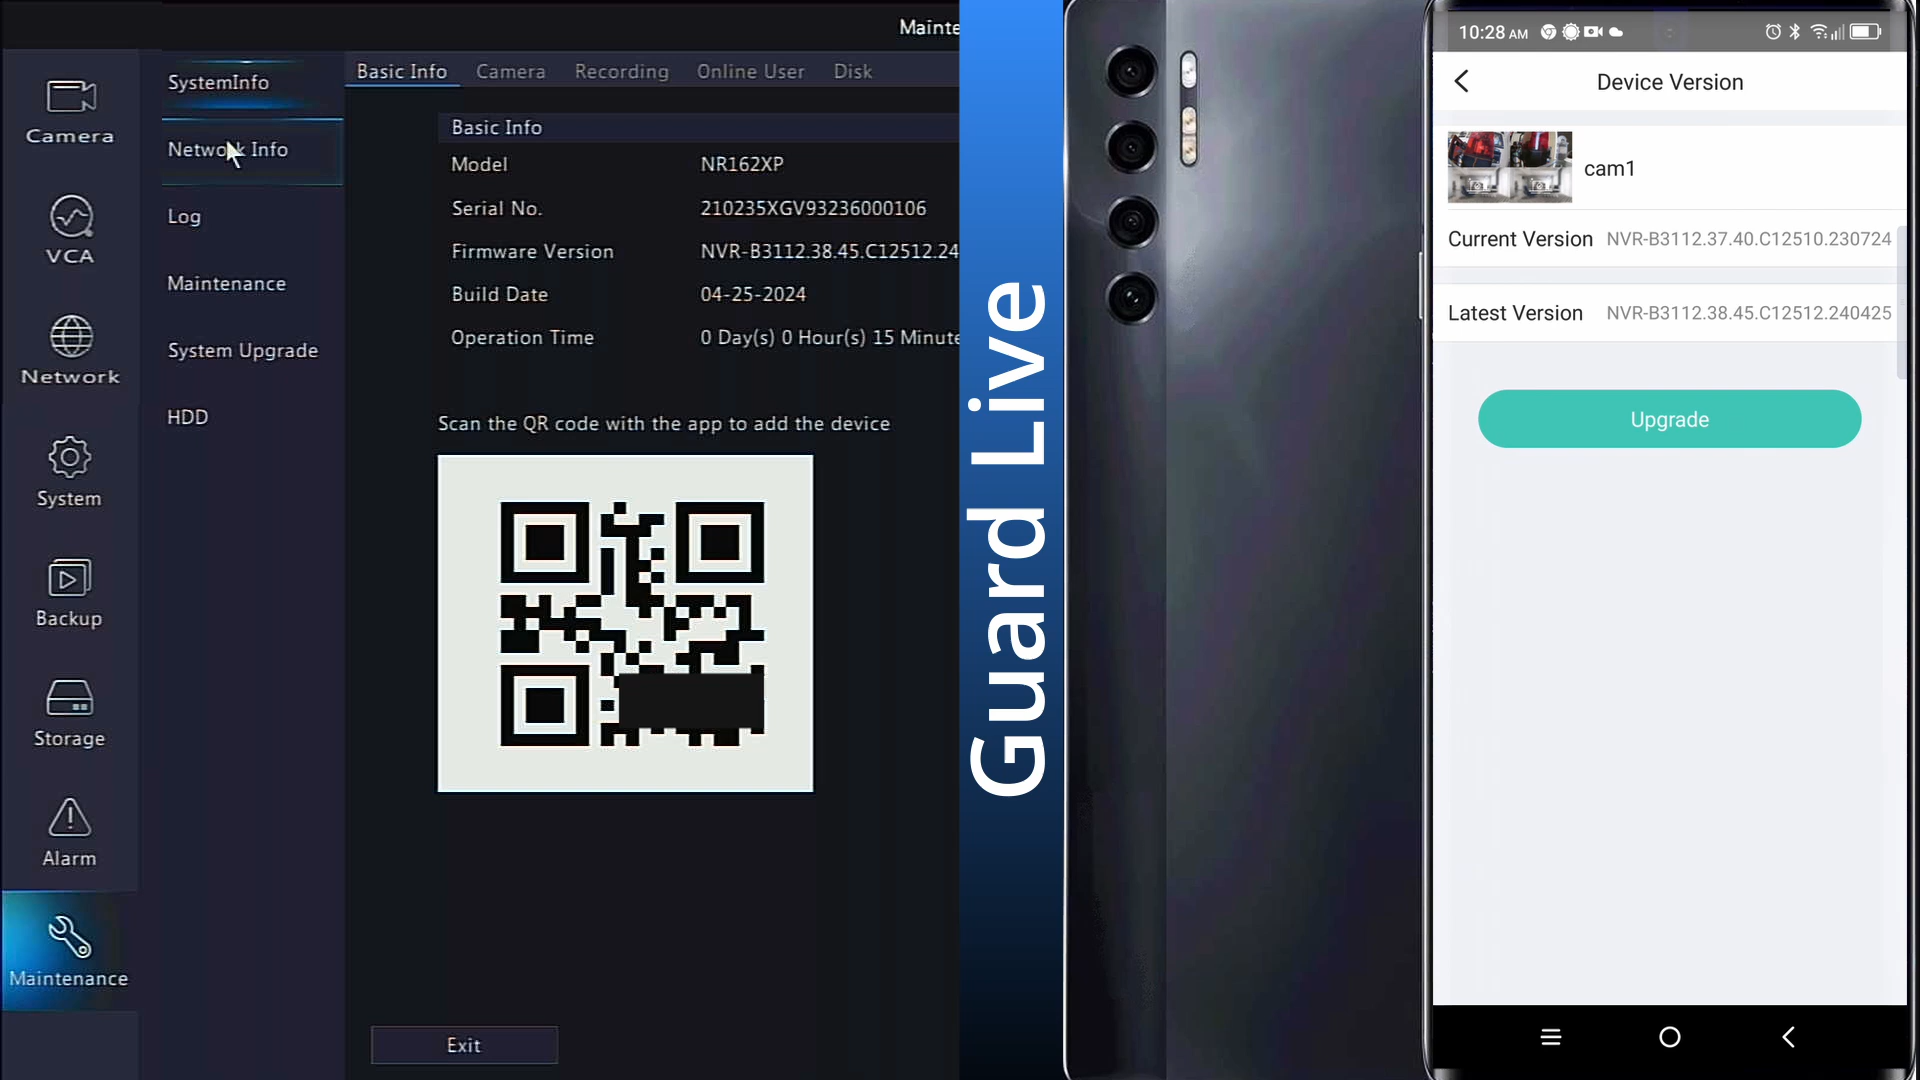 Mainte
Camera
VCA
Network
System
Backup
Storage
Alarm
Maintenance
SystemInfo
Network Info
Log
Maintenance
System Upgrade
HDD
Basic Info Camera Recording Online User Disk
Basic Info
Model NR162XP
Serial No. 210235XGV93236000106
Firmware Version NVR-B3112.38.45.C12512.24
Build Date 04-25-2024
Operation Time 0 Day(s) 0 Hour(s) 15 Minute
Scan the QR code with the app to add the device
Exit
Guard Live
10:28 AM
Device Version
cam1
Current Version NVR-B3112.37.40.C12510.230724
Latest Version NVR-B3112.38.45.C12512.240425
Upgrade